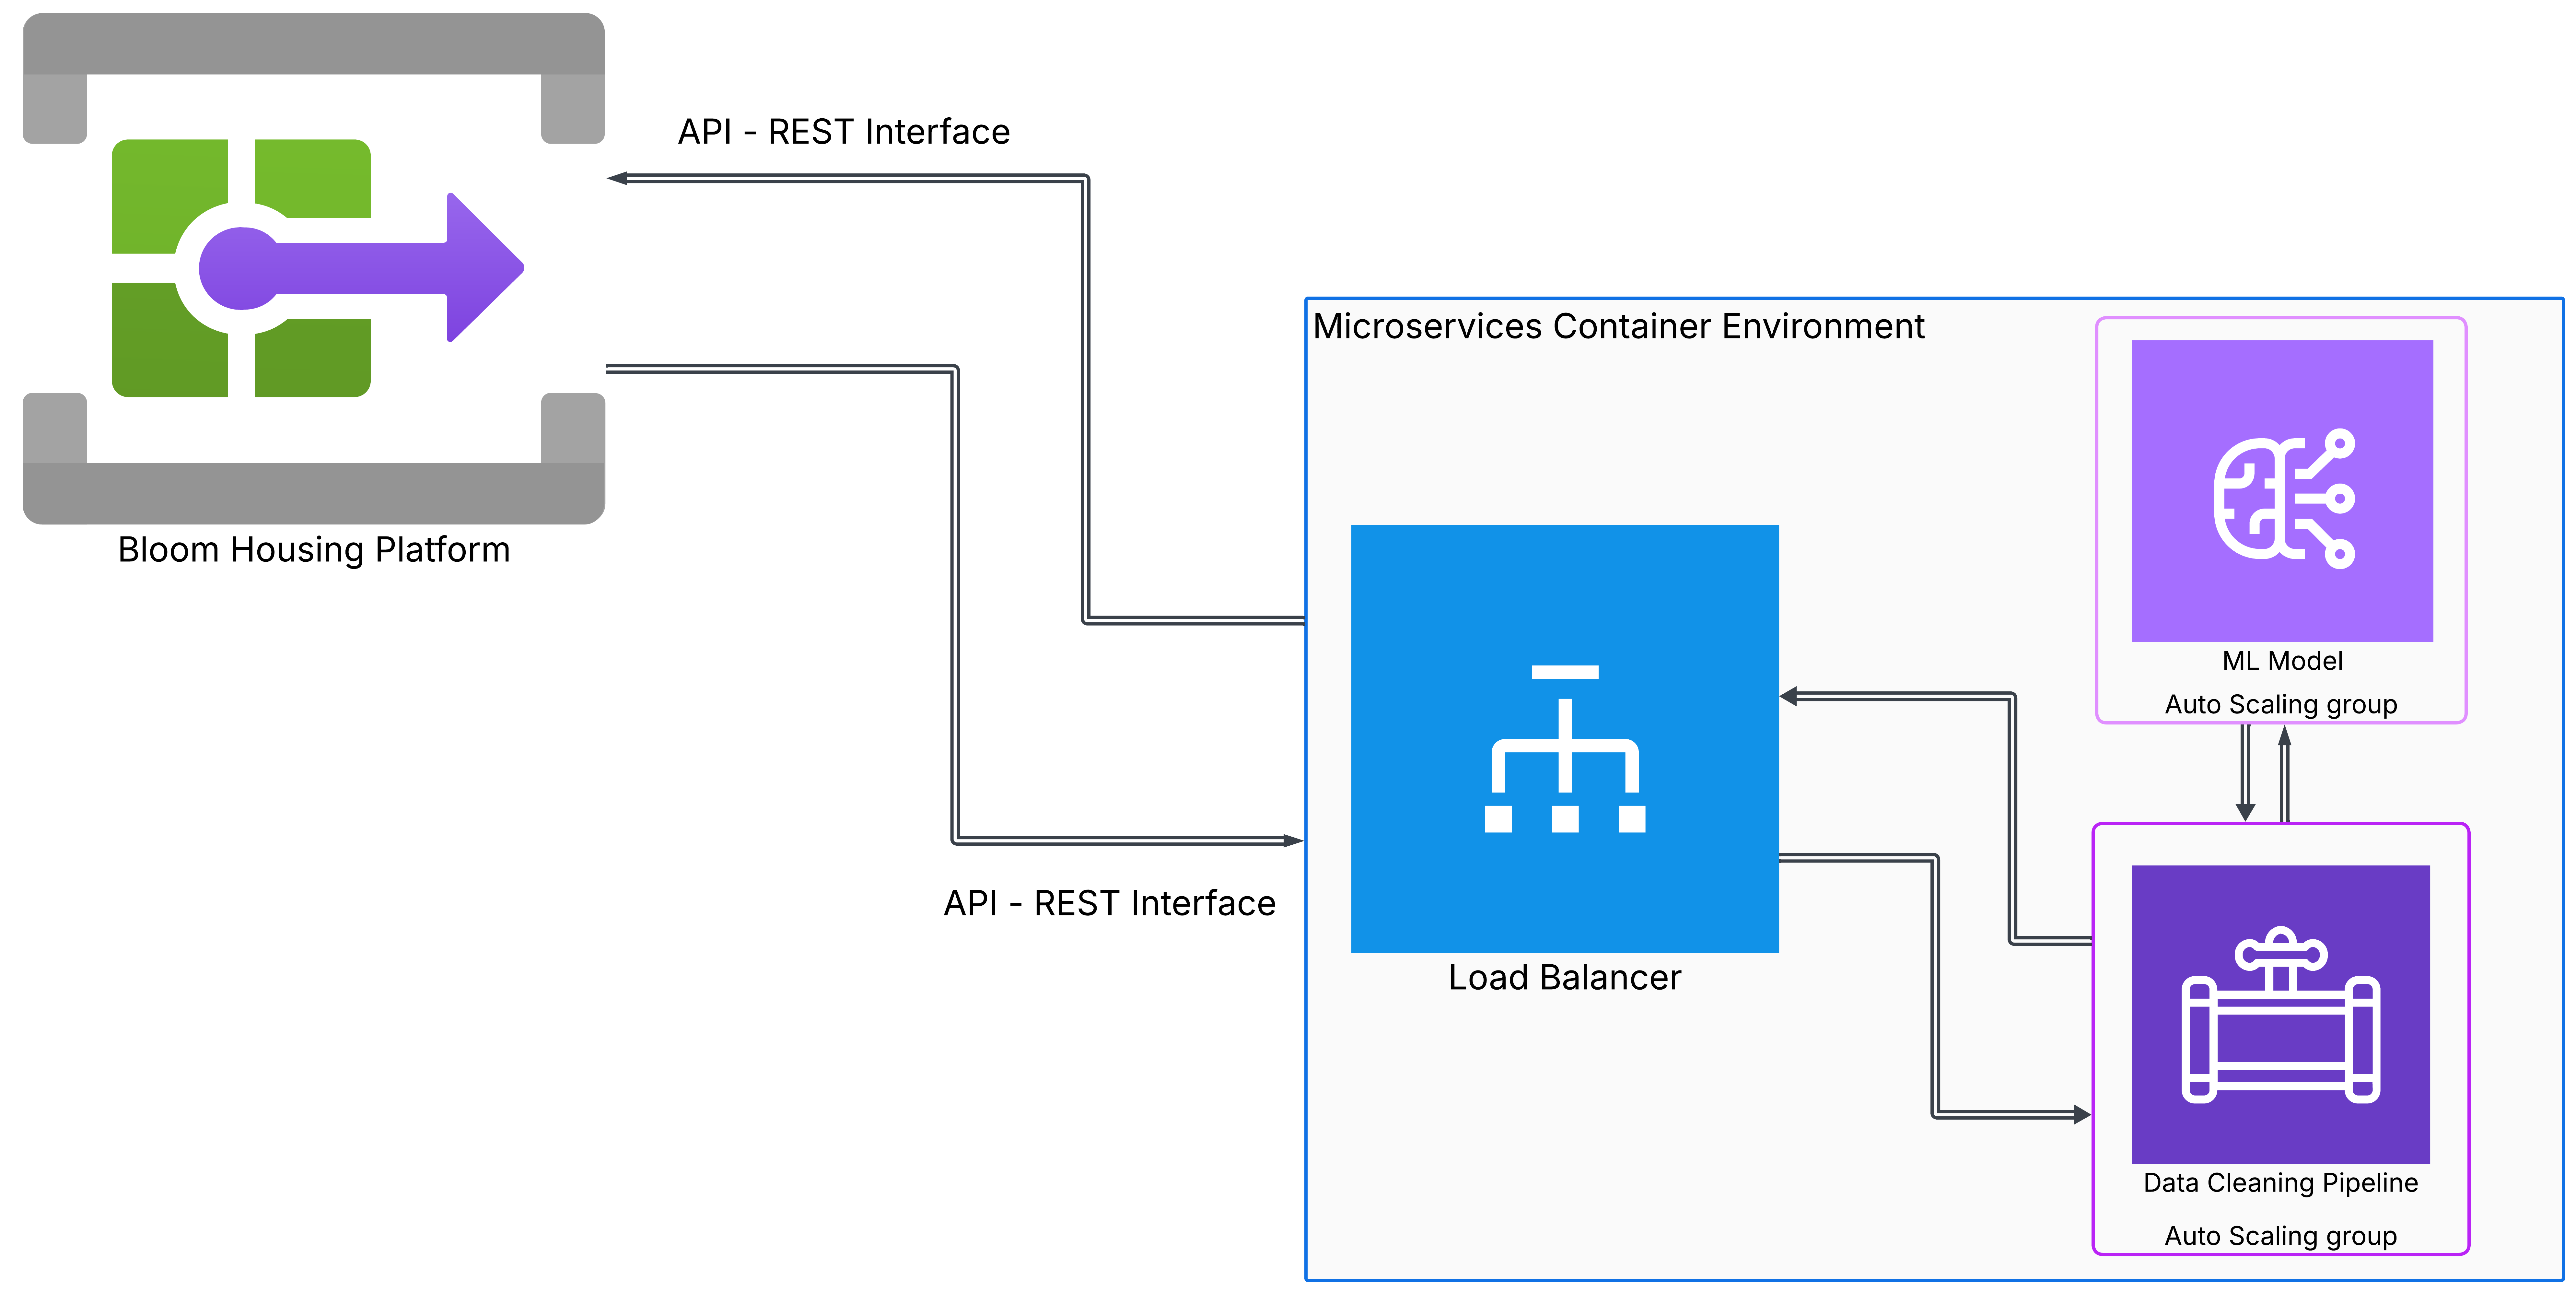 API - REST Interface
Bloom Housing Platform
Microservices Container Environment
ML Model
Auto Scaling group
API - REST Interface
Load Balancer
Data Cleaning Pipeline
Auto Scaling group